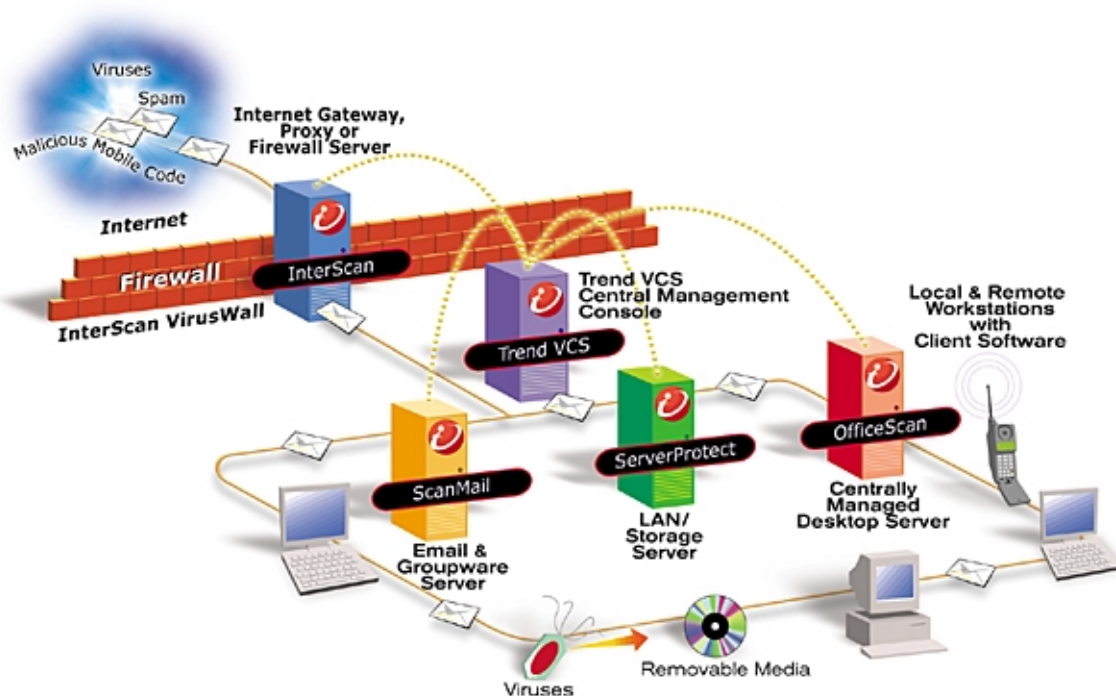 Viruses
Spam
Malicious Mobile Code
Internet Gateway,
Proxy or
Firewall Server
Internet
Firewall
InterScan
InterScan VirusWall
Trend VCS
Central Management
Console
Trend VCS
Local & Remote
Workstations
with
Client Software
OfficeScan
ServerProtect
ScanMail
Centrally
Managed
Desktop Server
LAN/
Storage
Server
Email &
Groupware
Server
Removable Media
Viruses